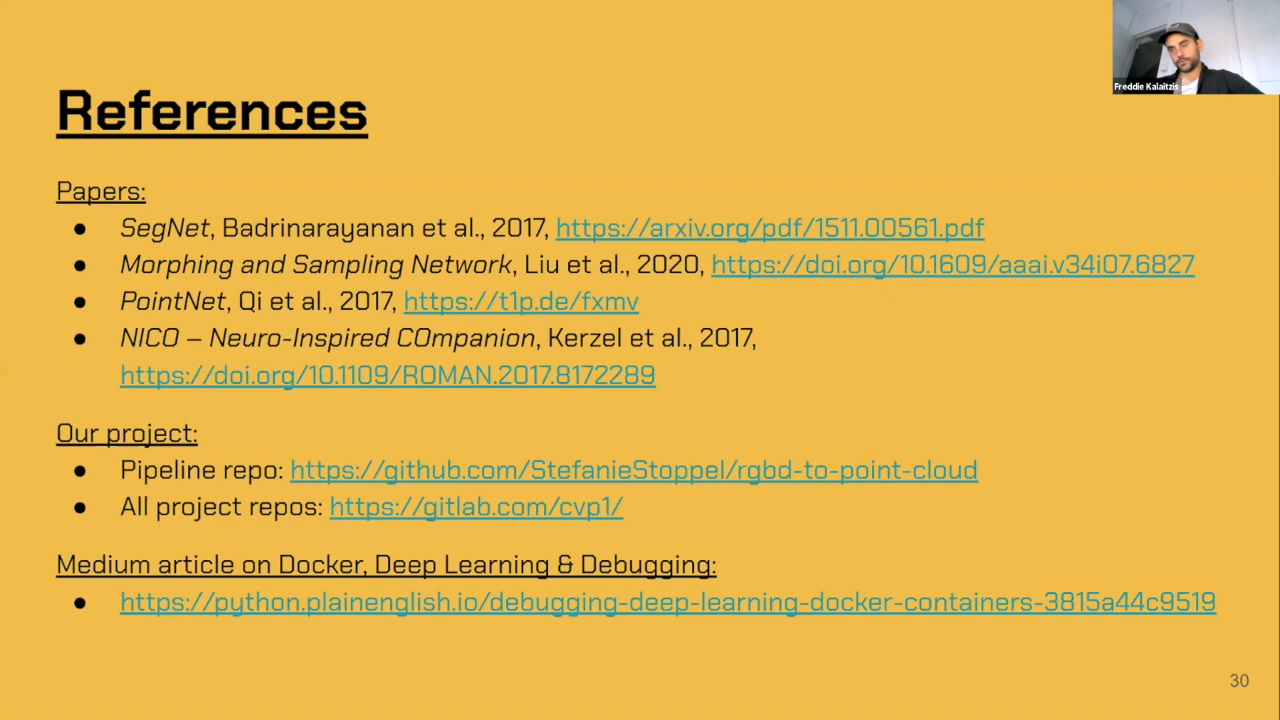 Freddie Kalaitzis
References
Papers:
● SegNet, Badrinarayanan et al., 2017, https://arxiv.org/pdf/1511.00561.pdf
● Morphing and Sampling Network, Liu et al., 2020, https://doi.org/10.1609/aaai.v34i07.6827
● PointNet, Qi et al., 2017, https://t1p.de/fxmv
● NICO – Neuro-Inspired COmpanion, Kerzel et al., 2017,
https://doi.org/10.1109/ROMAN.2017.8172289
Our project:
● Pipeline repo: https://github.com/StefanieStoppel/rgbd-to-point-cloud
● All project repos: https://gitlab.com/cvp1/
Medium article on Docker, Deep Learning & Debugging:
● https://python.plainenglish.io/debugging-deep-learning-docker-containers-3815a44c9519
30